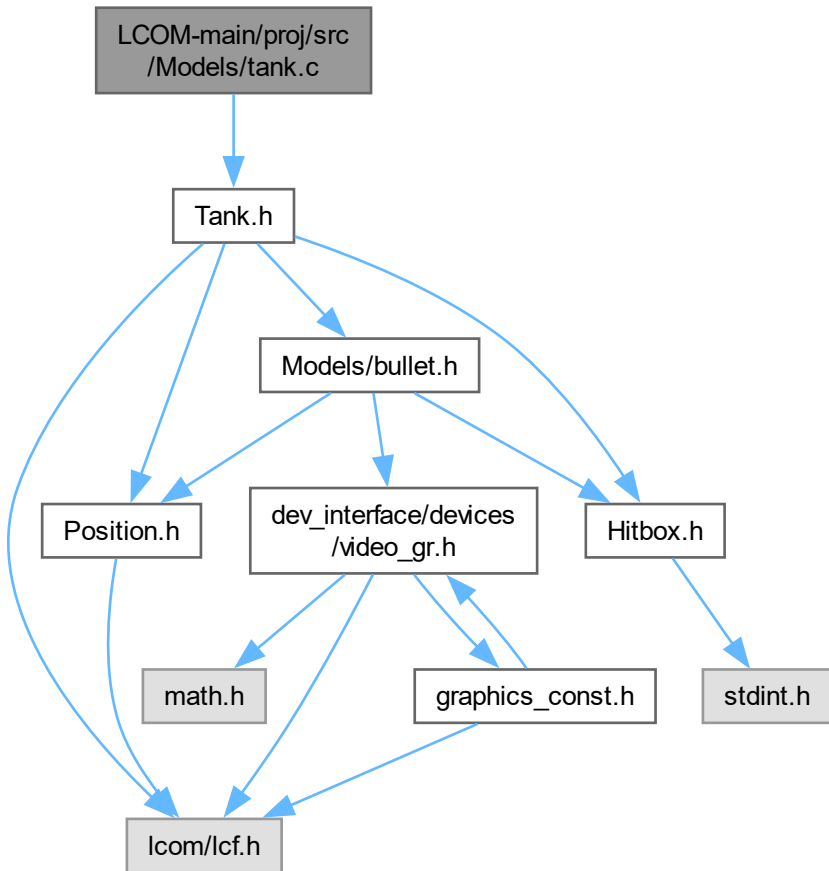 LCOM-main/proj/src
/Models/tank.c
Tank.h
Models/bullet.h
Position.h
dev_interface/devices
/video_gr.h
Hitbox.h
math.h
graphics_const.h
stdint.h
lcom/lcf.h